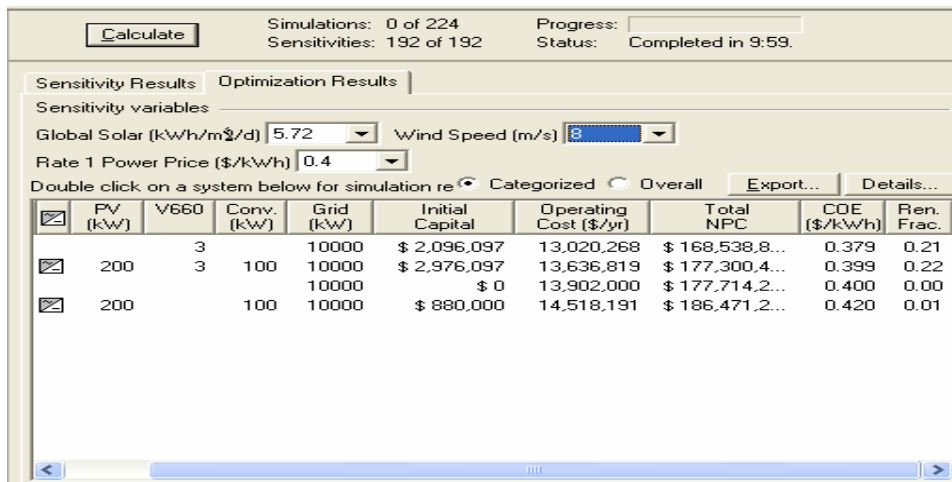 Calculate Simulations: 0 of 224 Progress:
Sensitivities: 192 of 192 Status: Completed in 9:59.
Sensitivity Results Optimization Results
Sensitivity variables
Global Solar (kWh/m²/d) 5.72 Wind Speed (m/s) 8
Rate 1 Power Price ($/kWh) 0.4
Double click on a system below for simulation re Categorized Overall Export... Details...
PV (kW) V660 Conv. (kW) Grid (kW) Initial Capital Operating Cost ($/yr) Total NPC COE ($/kWh) Ren. Frac.
3 10000 $ 2,096,097 13,020,268 $ 168,538,8... 0.379 0.21
200 3 100 10000 $ 2,976,097 13,636,819 $ 177,300,4... 0.399 0.22
10000 $ 0 13,902,000 $ 177,714,2... 0.400 0.00
200 100 10000 $ 880,000 14,518,191 $ 186,471,2... 0.420 0.01